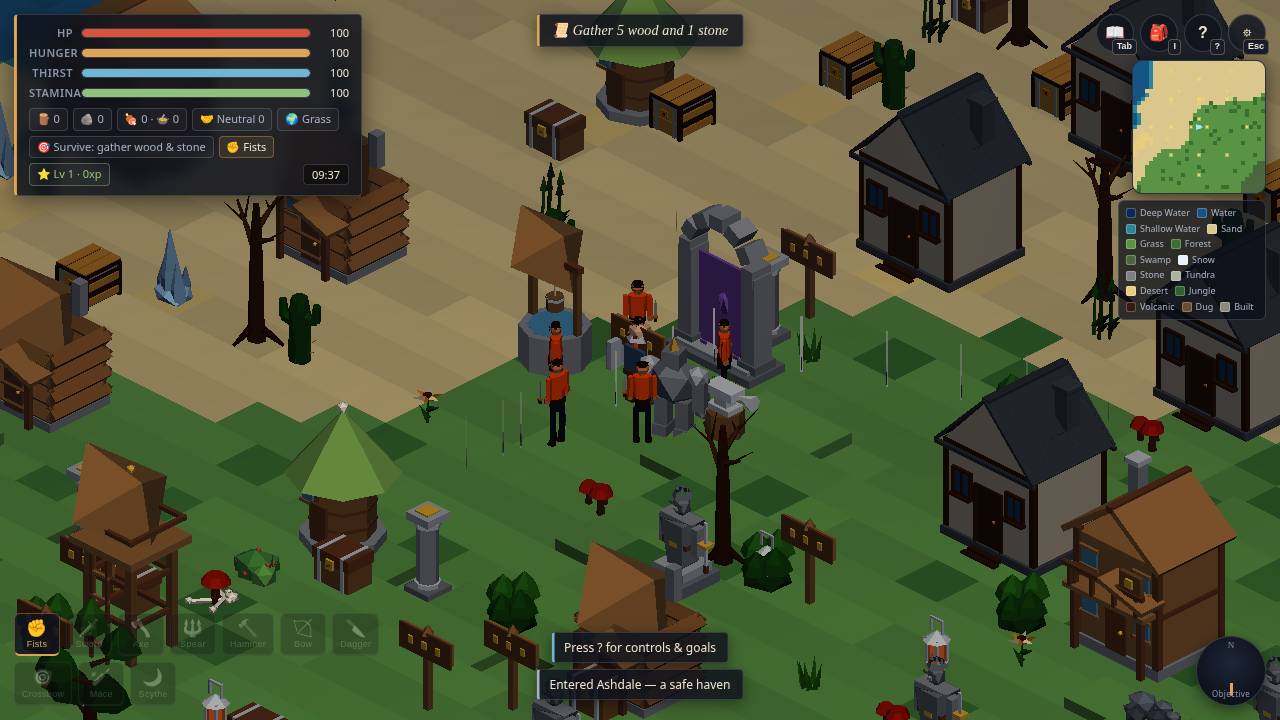 HP 100
HUNGER 100
THIRST 100
STAMINA 100
0 0 0 · 0 Neutral 0 Grass
Survive: gather wood & stone Fists
Lv 1 · 0xp 09:37
Gather 5 wood and 1 stone
Tab I ? Esc
?
Deep Water Water
Shallow Water Sand
Grass Forest
Swamp Snow
Stone Tundra
Desert Jungle
Volcanic Dug Built
Fists Axe Spear Hammer Bow Dagger
Crossbow Mace Scythe
Press ? for controls & goals
Entered Ashdale — a safe haven
N
Objective